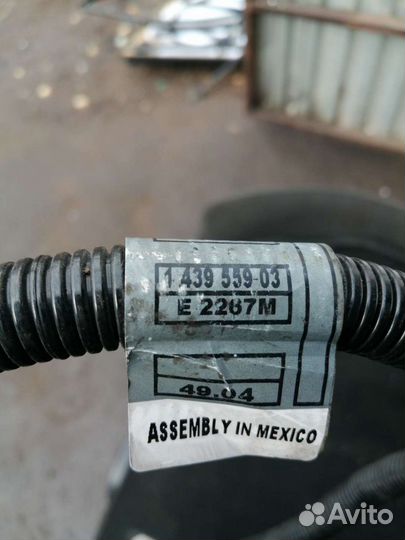 1 439 559-03
E 2267M
49.04
ASSEMBLY IN MEXICO
Avito